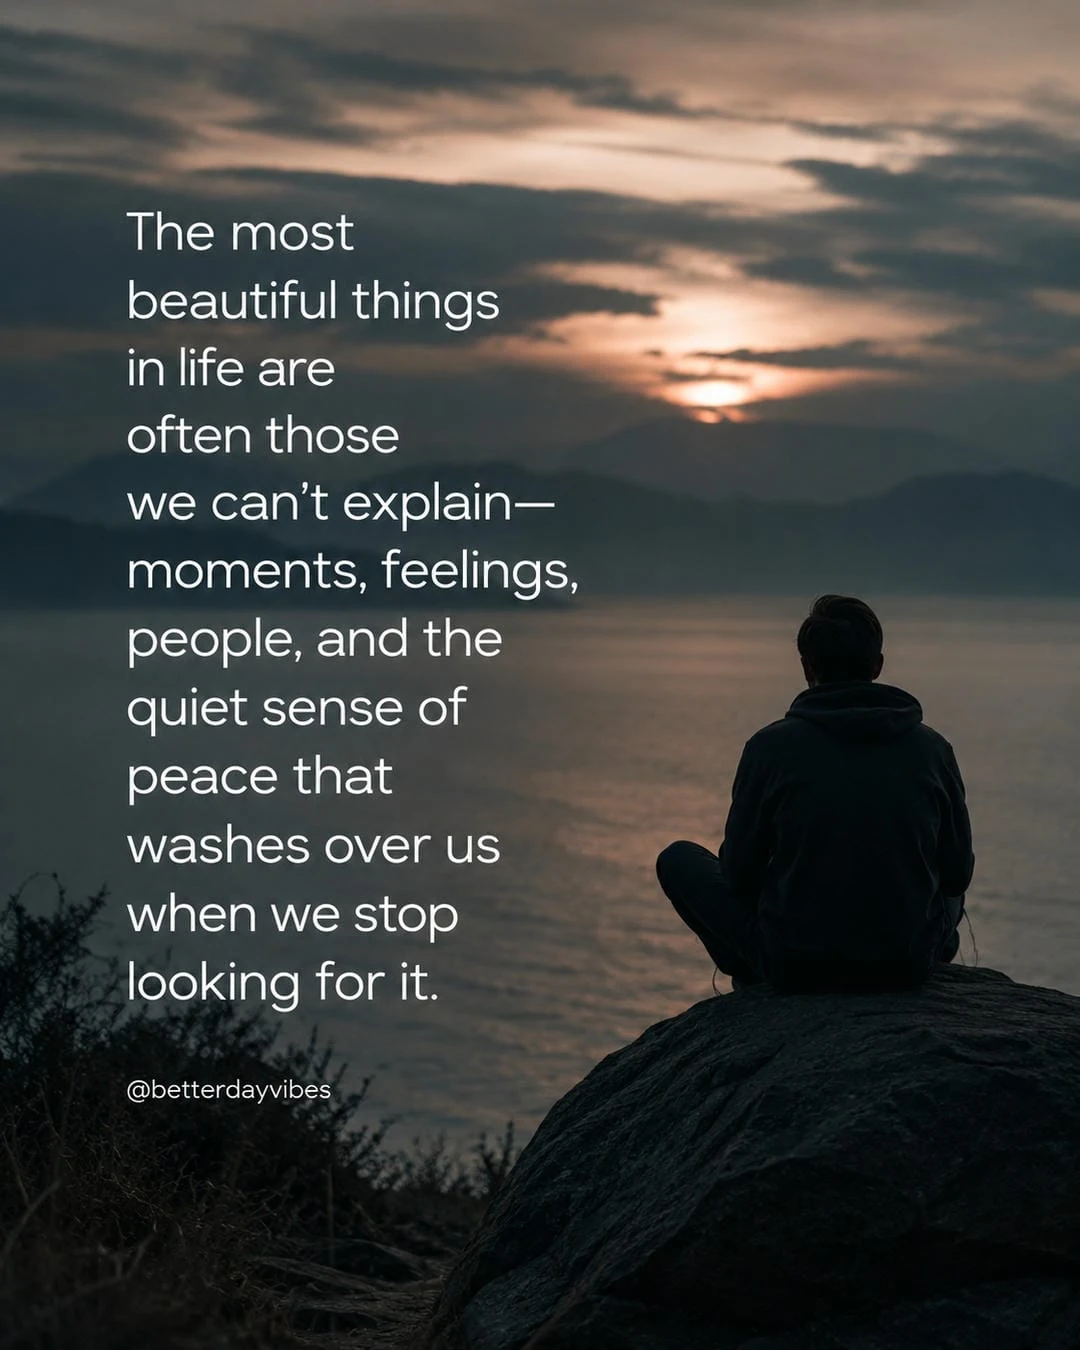 The most
beautiful things
in life are
often those
we can’t explain—
moments, feelings,
people, and the
quiet sense of
peace that
washes over us
when we stop
looking for it.
@betterdayvibes